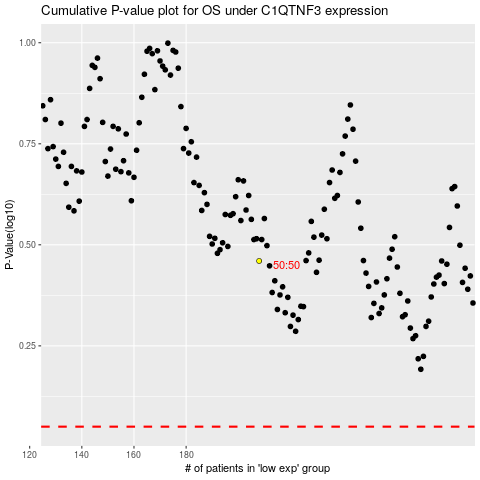 Cumulative P-value plot for OS under C1QTNF3 expression
P-Value(log10)
1.00
0.75
0.50
0.25
50:50
120 140 160 180
# of patients in 'low exp' group